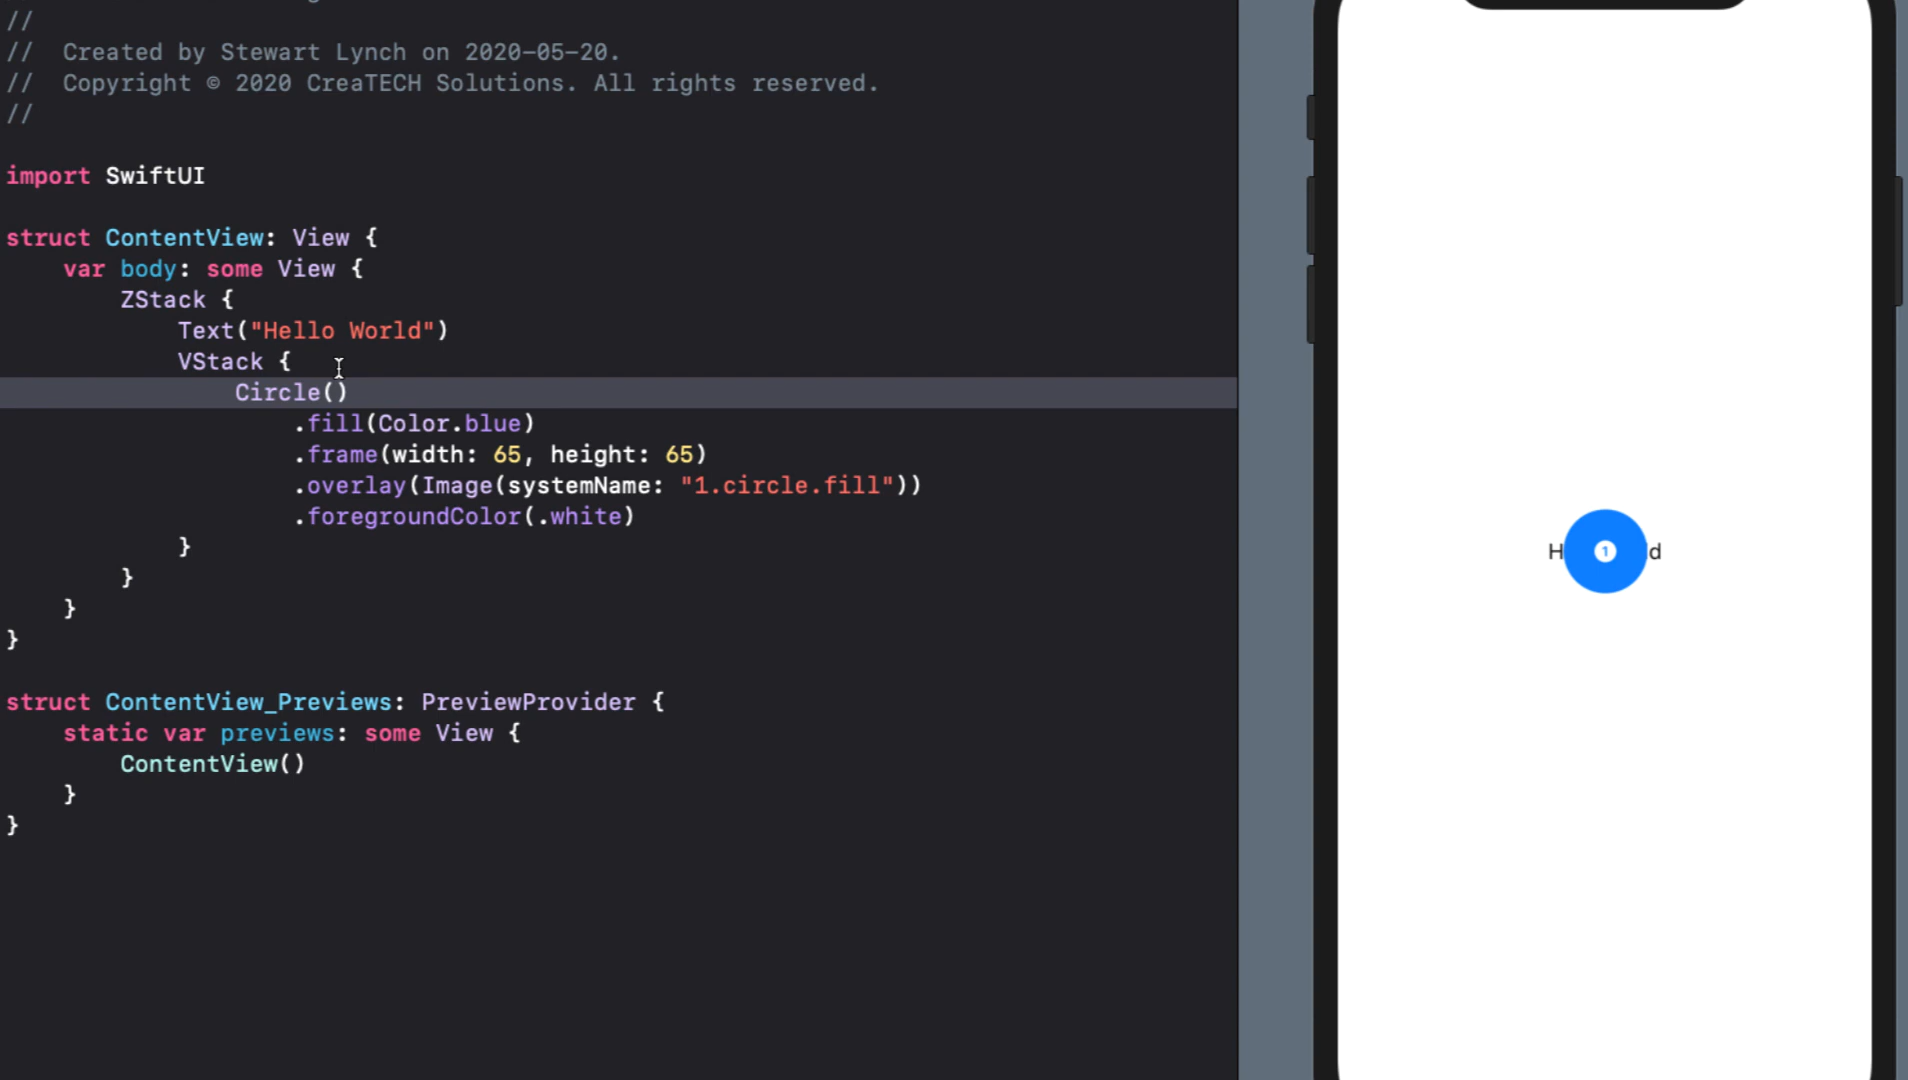 //
//  Created by Stewart Lynch on 2020-05-20.
//  Copyright © 2020 CreaTECH Solutions. All rights reserved.
//
import SwiftUI
struct ContentView: View {
    var body: some View {
        ZStack {
            Text("Hello World")
            VStack {
                Circle()
                    .fill(Color.blue)
                    .frame(width: 65, height: 65)
                    .overlay(Image(systemName: "1.circle.fill"))
                    .foregroundColor(.white)
            }
        }
    }
}
struct ContentView_Previews: PreviewProvider {
    static var previews: some View {
        ContentView()
    }
}
H 1 d